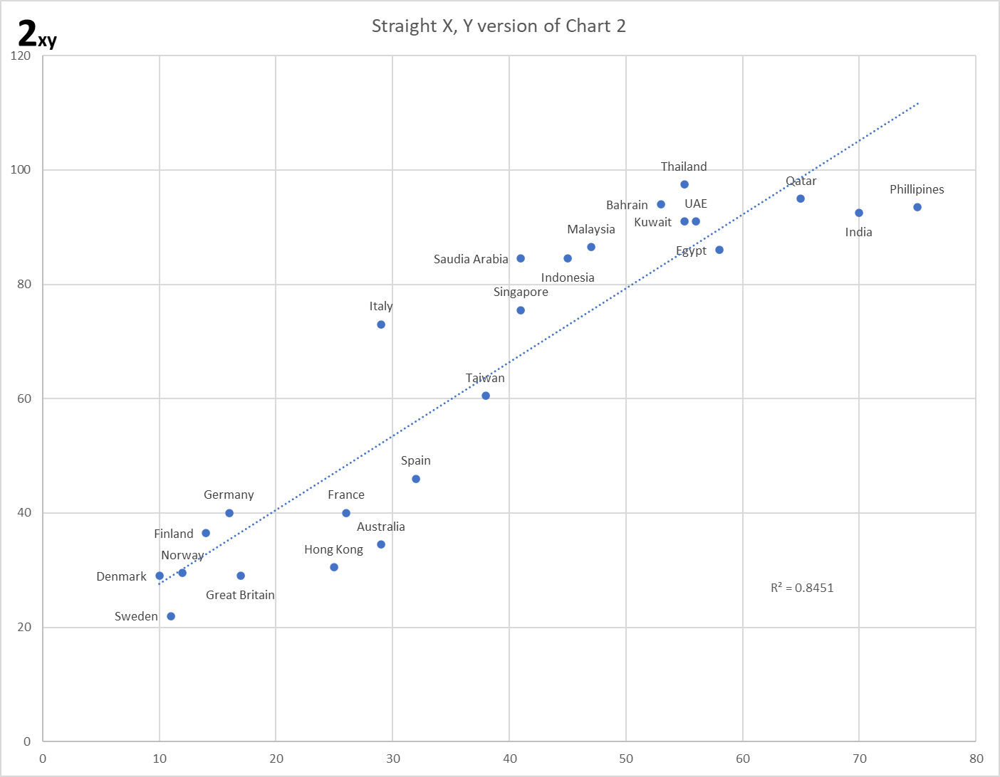 Straight X, Y version of Chart 2
2xy
120
100
80
60
40
20
0
Thailand
Qatar
Phillipines
Bahrain
UAE
Kuwait
India
Malaysia
Egypt
Saudia Arabia
Indonesia
Singapore
Italy
Taiwan
Spain
Germany
France
Australia
Finland
Hong Kong
Norway
Denmark
Great Britain
R² = 0.8451
Sweden
0 10 20 30 40 50 60 70 80